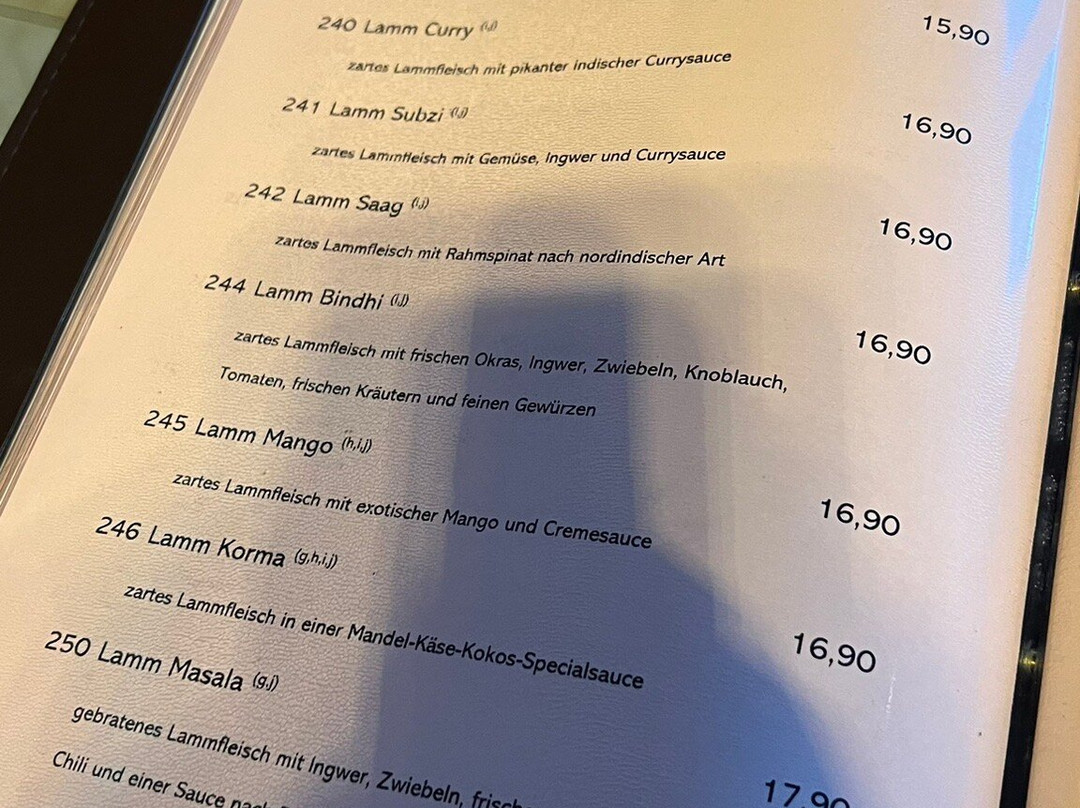 240 Lamm Curry (i,j) 15,90
zartes Lammfleisch mit pikanter indischer Currysauce
241 Lamm Subzi (i,j) 16,90
zartes Lammfleisch mit Gemüse, Ingwer und Currysauce
242 Lamm Saag (i,j) 16,90
zartes Lammfleisch mit Rahmspinat nach nordindischer Art
244 Lamm Bindhi (i,j) 16,90
zartes Lammfleisch mit frischen Okras, Ingwer, Zwiebeln, Knoblauch,
Tomaten, frischen Kräutern und feinen Gewürzen
245 Lamm Mango (h,i,j) 16,90
zartes Lammfleisch mit exotischer Mango und Cremesauce
246 Lamm Korma (g,h,i,j) 16,90
zartes Lammfleisch in einer Mandel-Käse-Kokos-Specialsauce
250 Lamm Masala (g,j) 17,90
gebratenes Lammfleisch mit Ingwer, Zwiebeln,
Chili und einer Sauce